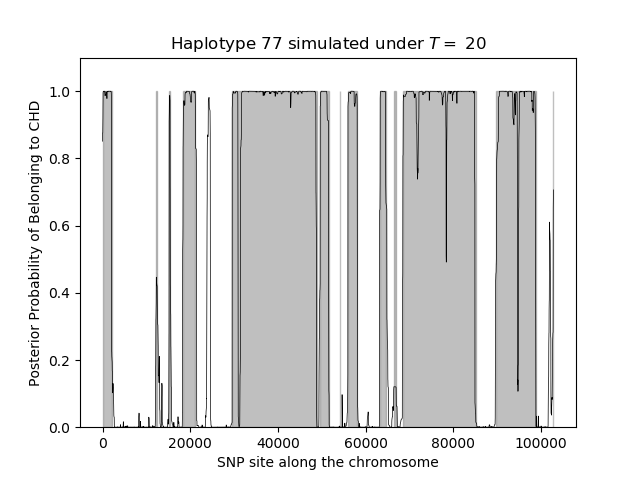 Haplotype 77 simulated under T = 20
Posterior Probability of Belonging to CHD
1.0
0.8
0.6
0.4
0.2
0.0
0 20000 40000 60000 80000 100000
SNP site along the chromosome